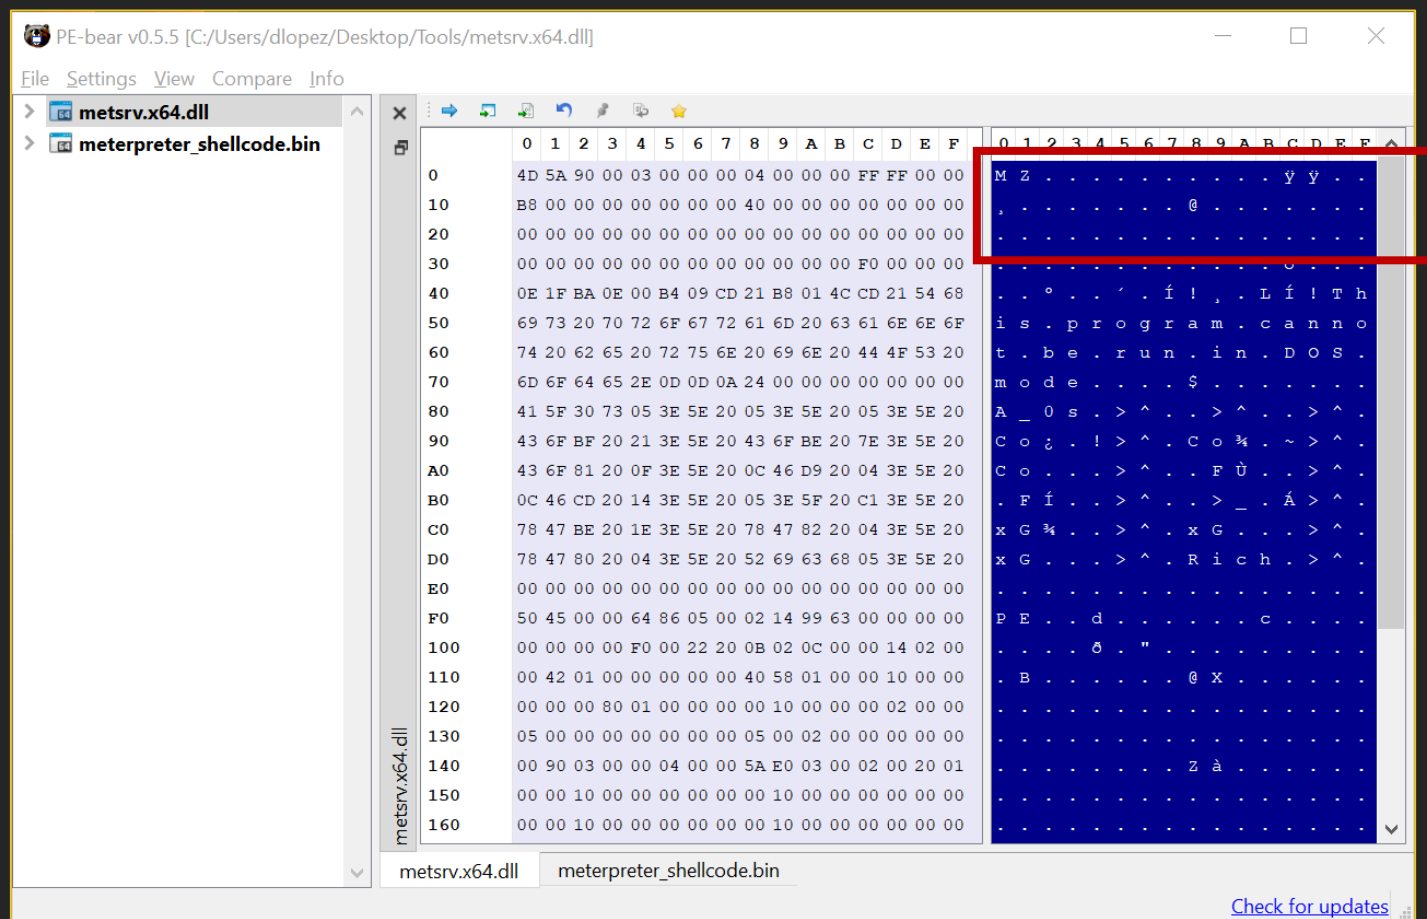 PE-bear v0.5.5 [C:/Users/dlopez/Desktop/Tools/metsrv.x64.dll]
File Settings View Compare Info
metsrv.x64.dll
meterpreter_shellcode.bin
metsrv.x64.dll
0 1 2 3 4 5 6 7 8 9 A B C D E F 0 1 2 3 4 5 6 7 8 9 A B C D E F
0 4D 5A 90 00 03 00 00 00 04 00 00 00 FF FF 00 00 M Z . . . . . . . . . . ÿ ÿ . .
10 B8 00 00 00 00 00 00 00 40 00 00 00 00 00 00 00 ¸ . . . . . . . @ . . . . . . .
20 00 00 00 00 00 00 00 00 00 00 00 00 00 00 00 00 . . . . . . . . . . . . . . . .
30 00 00 00 00 00 00 00 00 00 00 00 00 F0 00 00 00 . . . . . . . . . . . . . . .
40 0E 1F BA 0E 00 B4 09 CD 21 B8 01 4C CD 21 54 68 . . º . . ´ . Í ! ¸ . L Í ! T h
50 69 73 20 70 72 6F 67 72 61 6D 20 63 61 6E 6E 6F i s . p r o g r a m . c a n n o
60 74 20 62 65 20 72 75 6E 20 69 6E 20 44 4F 53 20 t . b e . r u n . i n . D O S .
70 6D 6F 64 65 2E 0D 0D 0A 24 00 00 00 00 00 00 00 m o d e . . . . $ . . . . . . .
80 41 5F 30 73 05 3E 5E 20 05 3E 5E 20 05 3E 5E 20 A _ 0 s . > ^ . . > ^ . . > ^ .
90 43 6F BF 20 21 3E 5E 20 43 6F BE 20 7E 3E 5E 20 C o ¿ . ! > ^ . C o ¾ . ~ > ^ .
A0 43 6F 81 20 0F 3E 5E 20 0C 46 D9 20 04 3E 5E 20 C o . . . > ^ . . F Ù . . > ^ .
B0 0C 46 CD 20 14 3E 5E 20 05 3E 5F 20 C1 3E 5E 20 . F Í . . > ^ . . > _ . Á > ^ .
C0 78 47 BE 20 1E 3E 5E 20 78 47 82 20 04 3E 5E 20 x G ¾ . . > ^ . x G . . . > ^ .
D0 78 47 80 20 04 3E 5E 20 52 69 63 68 05 3E 5E 20 x G . . . > ^ . R i c h . > ^ .
E0 00 00 00 00 00 00 00 00 00 00 00 00 00 00 00 00 . . . . . . . . . . . . . . . .
F0 50 45 00 00 64 86 05 00 02 14 99 63 00 00 00 00 P E . . d . . . . . . c . . . .
100 00 00 00 00 F0 00 22 20 0B 02 0C 00 00 14 02 00 . . . . ð . " . . . . . . . . .
110 00 42 01 00 00 00 00 00 40 58 01 00 00 10 00 00 . B . . . . . . @ X . . . . . .
120 00 00 00 80 01 00 00 00 00 10 00 00 00 02 00 00 . . . . . . . . . . . . . . . .
130 05 00 02 00 00 00 00 00 05 00 02 00 00 00 00 00 . . . . . . . . . . . . . . . .
140 00 90 03 00 00 04 00 00 5A E0 03 00 02 00 20 01 . . . . . . . . Z à . . . . . .
150 00 00 10 00 00 00 00 00 00 10 00 00 00 00 00 00 . . . . . . . . . . . . . . . .
160 00 00 10 00 00 00 00 00 00 10 00 00 00 00 00 00 . . . . . . . . . . . . . . . .
metsrv.x64.dll meterpreter_shellcode.bin
Check for updates